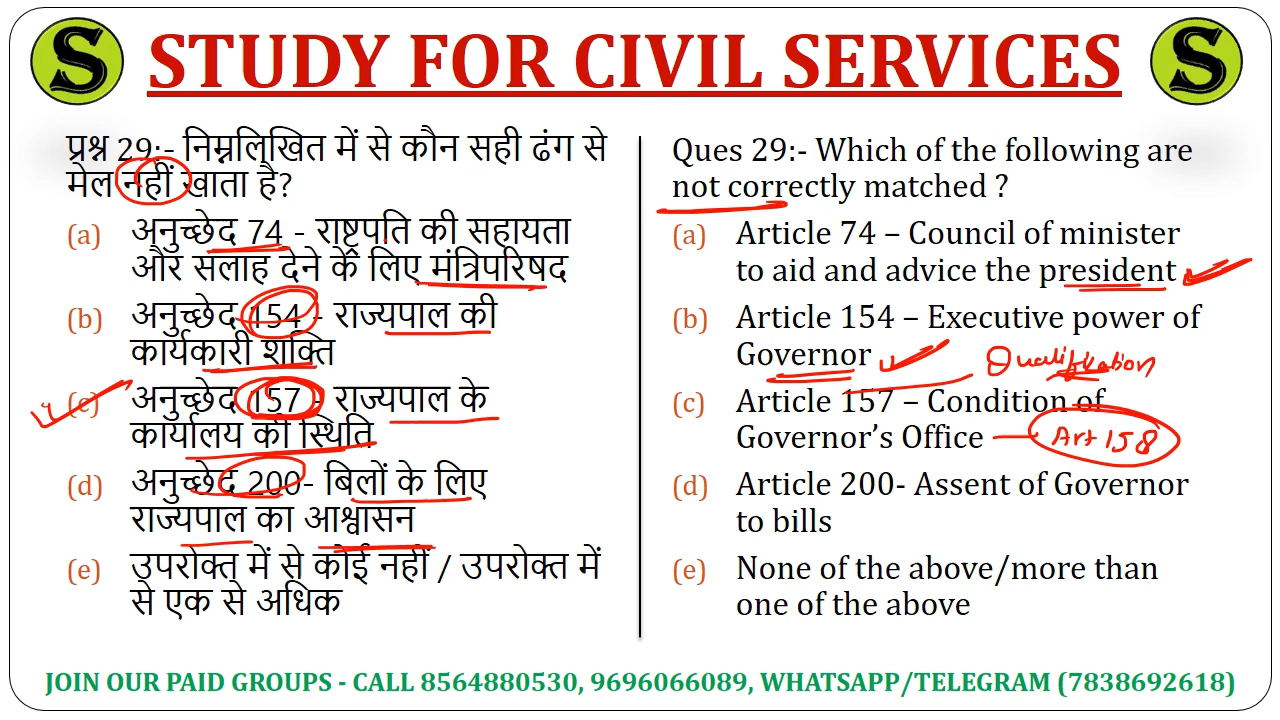 S STUDY FOR CIVIL SERVICES S
प्रश्न 29:- निम्नलिखित में से कौन सही ढंग से
मेल नहीं खाता है?
(a) अनुच्छेद 74 - राष्ट्रपति की सहायता
और सलाह देने के लिए मंत्रिपरिषद
(b) अनुच्छेद 154 - राज्यपाल की
कार्यकारी शक्ति
(c) अनुच्छेद 157 - राज्यपाल के
कार्यालय की स्थिति
(d) अनुच्छेद 200- बिलों के लिए
राज्यपाल का आश्वासन
(e) उपरोक्त में से कोई नहीं / उपरोक्त में
से एक से अधिक
Ques 29:- Which of the following are
not correctly matched ?
(a) Article 74 – Council of minister
to aid and advice the president
(b) Article 154 – Executive power of
Governor
Qualification
(c) Article 157 – Condition of
Governor's Office Art 158
(d) Article 200- Assent of Governor
to bills
(e) None of the above/more than
one of the above
JOIN OUR PAID GROUPS - CALL 8564880530, 9696066089, WHATSAPP/TELEGRAM (7838692618)